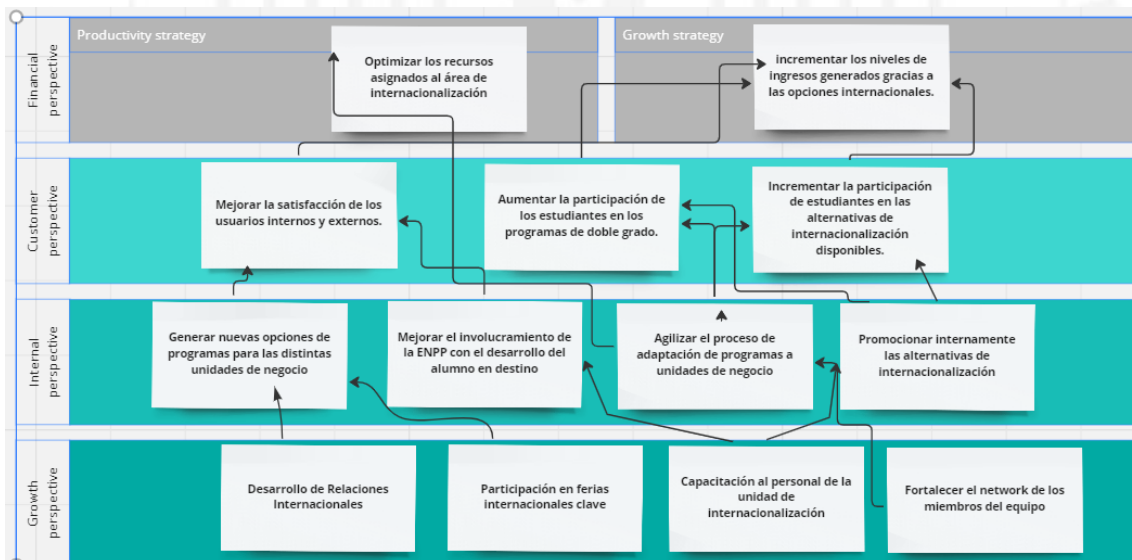 Financial
perspective
Productivity strategy
Optimizar los recursos
asignados al área de
internacionalización
Growth strategy
incrementar los niveles de
ingresos generados gracias a
las opciones internacionales.
Customer
perspective
Mejorar la satisfacción de los
usuarios internos y externos.
Aumentar la participación de
los estudiantes en los
programas de doble grado.
Incrementar la participación
de estudiantes en las
alternativas de
internacionalización
disponibles.
Internal
perspective
Generar nuevas opciones de
programas para las distintas
unidades de negocio
Mejorar el involucramiento de
la ENPP con el desarrollo del
alumno en destino
Agilizar el proceso de
adaptación de programas a
unidades de negocio
Promocionar internamente
las alternativas de
internacionalización
Growth
perspective
Desarrollo de Relaciones
Internacionales
Participación en ferias
internacionales clave
Capacitación al personal de la
unidad de
internacionalización
Fortalecer el network de los
miembros del equipo